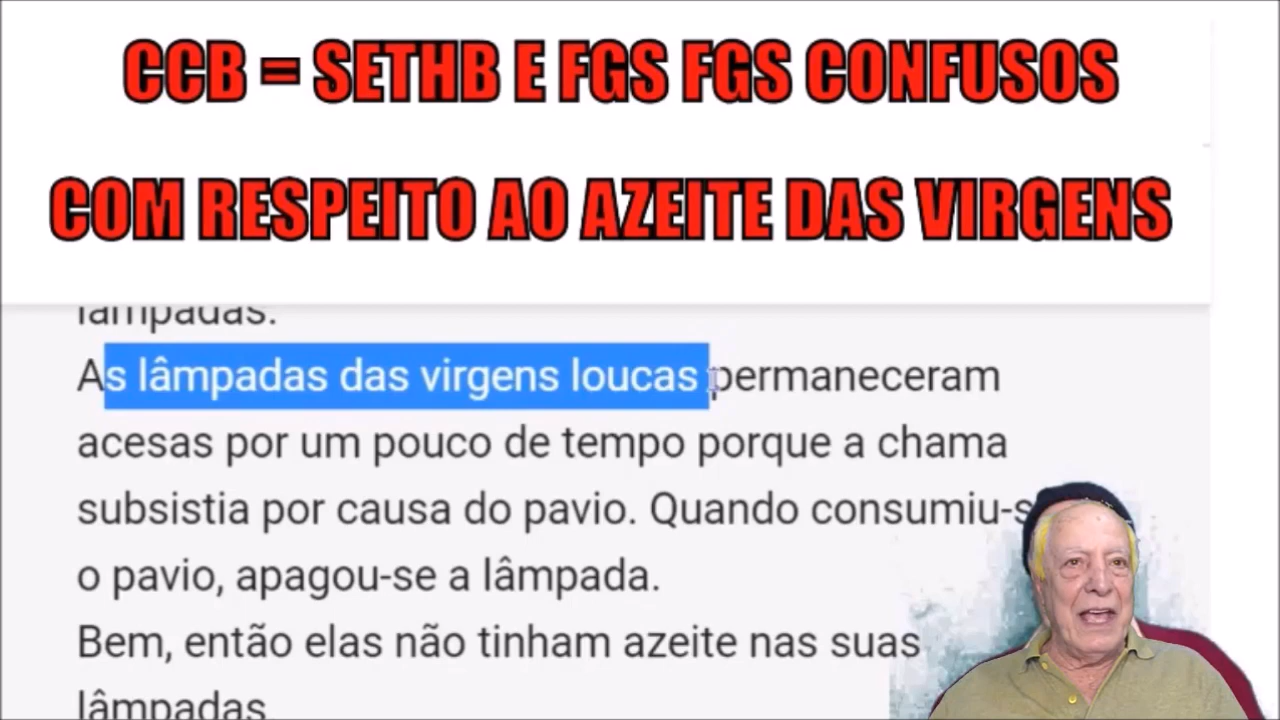 CCB = SETHB E FGS FGS CONFUSOS
COM RESPEITO AO AZEITE DAS VIRGENS
lâmpadas.
As lâmpadas das virgens loucas permaneceram
acesas por um pouco de tempo porque a chama
subsistia por causa do pavio. Quando consumiu-s
o pavio, apagou-se a lâmpada.
Bem, então elas não tinham azeite nas suas
lâmpadas.